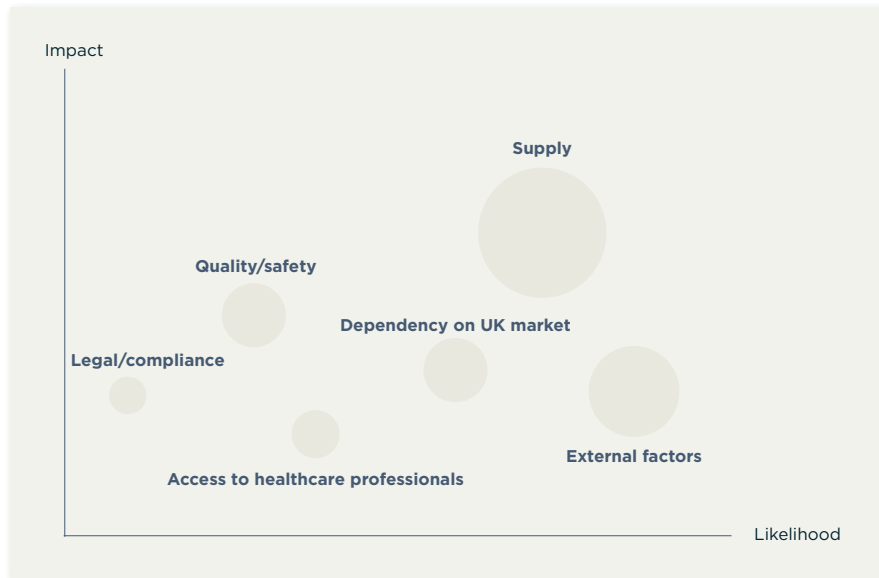 Impact
Supply
Quality/safety
Dependency on UK market
Legal/compliance
External factors
Access to healthcare professionals
Likelihood